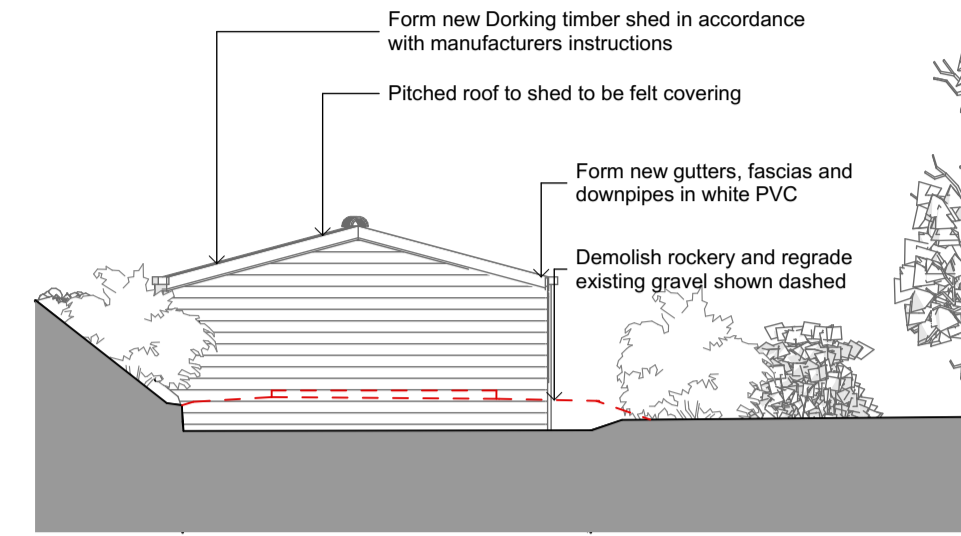 Form new Dorking timber shed in accordance
with manufacturers instructions
Pitched roof to shed to be felt covering
Form new gutters, fascias and
downpipes in white PVC
Demolish rockery and regrade
existing gravel shown dashed